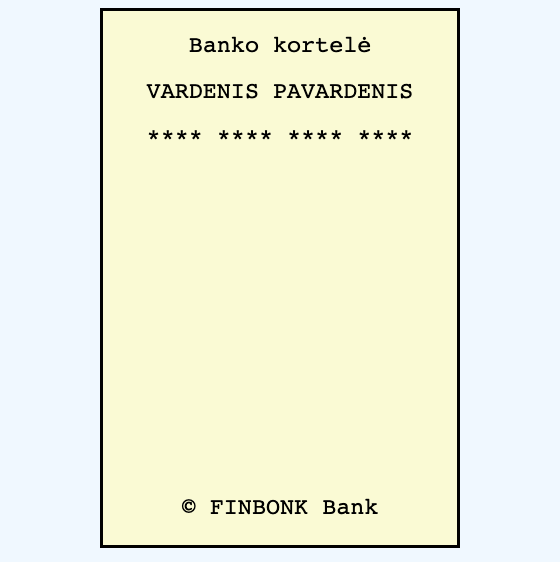 Banko kortelė
VARDENIS PAVARDENIS
**** **** **** ****
© FINBONK Bank